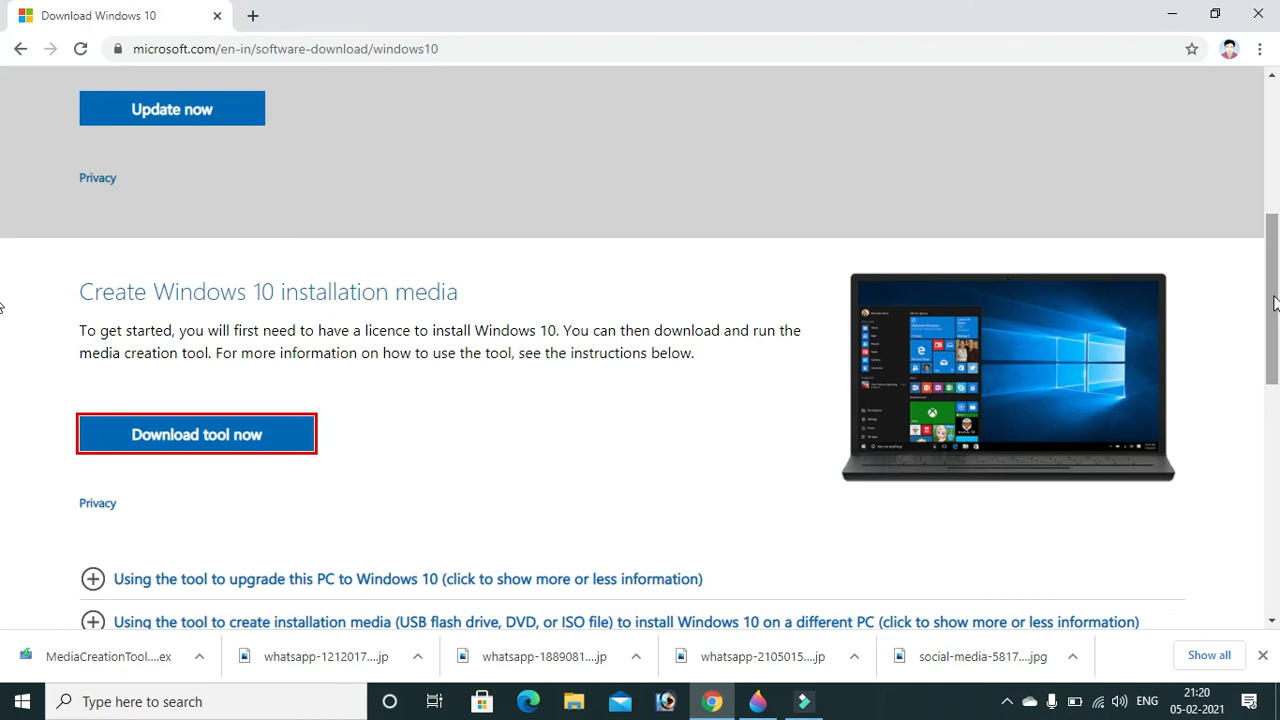 Download Windows 10
microsoft.com/en-in/software-download/windows10
Update now
Privacy
Create Windows 10 installation media
To get started, you will first need to have a licence to install Windows 10. You can then download and run the
media creation tool. For more information on how to use the tool, see the instructions below.
Download tool now
Privacy
Using the tool to upgrade this PC to Windows 10 (click to show more or less information)
Using the tool to create installation media (USB flash drive, DVD, or ISO file) to install Windows 10 on a different PC (click to show more or less information)
MediaCreationTool....ex
whatsapp-1212017....jp
whatsapp-1889081....jp
whatsapp-2105015....jp
social-media-5817....jpg
Show all
Type here to search
ENG
21:20
05-02-2021